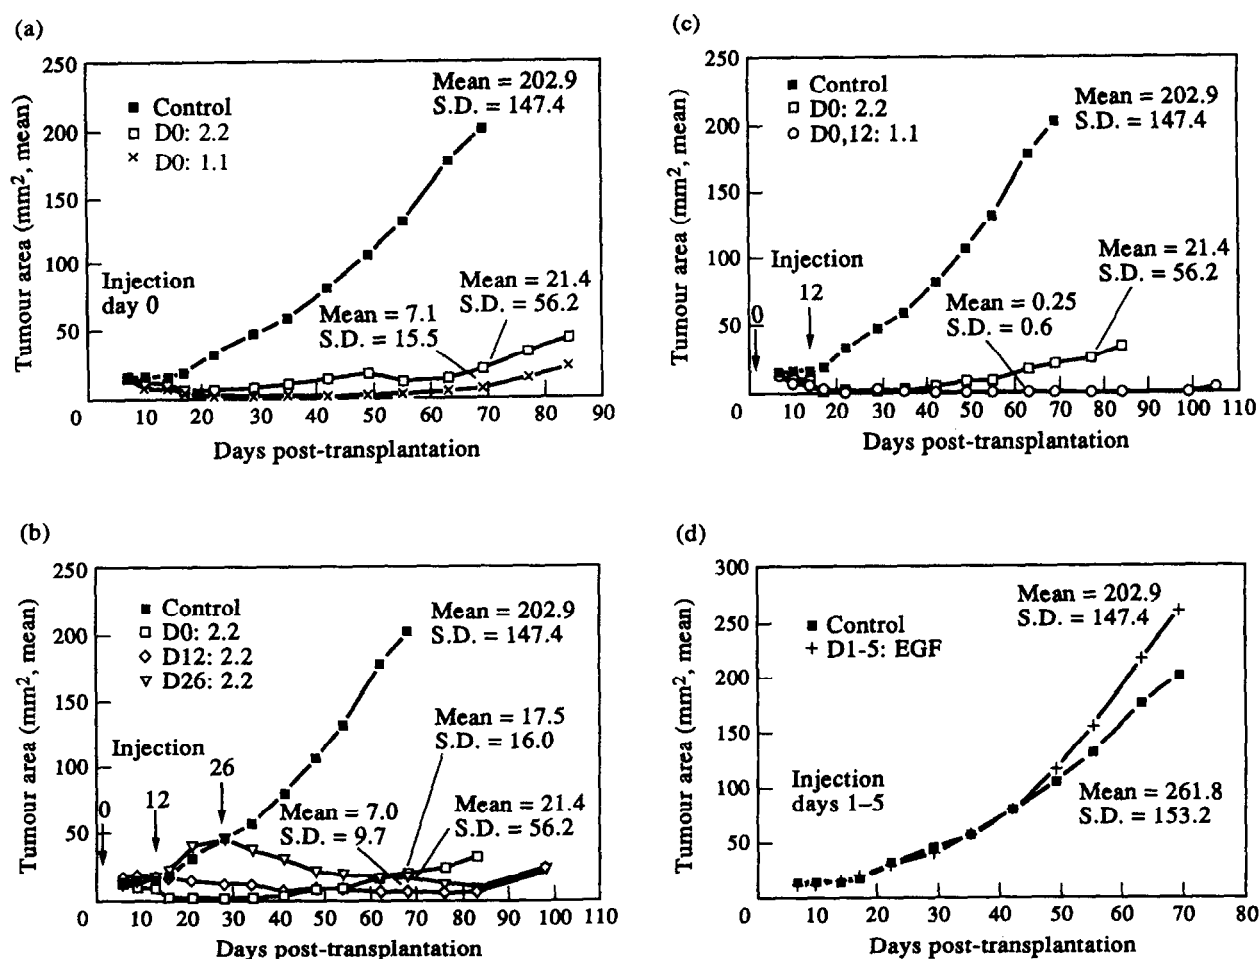 (a)
250
200
150
100
50
0
Tumour area (mm², mean)
Control
D0: 2.2
D0: 1.1
Mean = 202.9
S.D. = 147.4
Injection
day 0
Mean = 7.1
S.D. = 15.5
Mean = 21.4
S.D. = 56.2
10 20 30 40 50 60 70 80 90
Days post-transplantation
(c)
250
200
150
100
50
0
Tumour area (mm², mean)
Control
D0: 2.2
D0,12: 1.1
Mean = 202.9
S.D. = 147.4
Injection
0
12
Mean = 0.25
S.D. = 0.6
Mean = 21.4
S.D. = 56.2
10 20 30 40 50 60 70 80 90 100 110
Days post-transplantation
(b)
250
200
150
100
50
0
Tumour area (mm², mean)
Control
D0: 2.2
D12: 2.2
D26: 2.2
Mean = 202.9
S.D. = 147.4
Injection
0
12
26
Mean = 17.5
S.D. = 16.0
Mean = 7.0
S.D. = 9.7
Mean = 21.4
S.D. = 56.2
10 20 30 40 50 60 70 80 90 100 110
Days post-transplantation
(d)
300
250
200
150
100
50
0
Tumour area (mm², mean)
Control
D1-5: EGF
Mean = 202.9
S.D. = 147.4
Injection
days 1–5
Mean = 261.8
S.D. = 153.2
10 20 30 40 50 60 70 80
Days post-transplantation